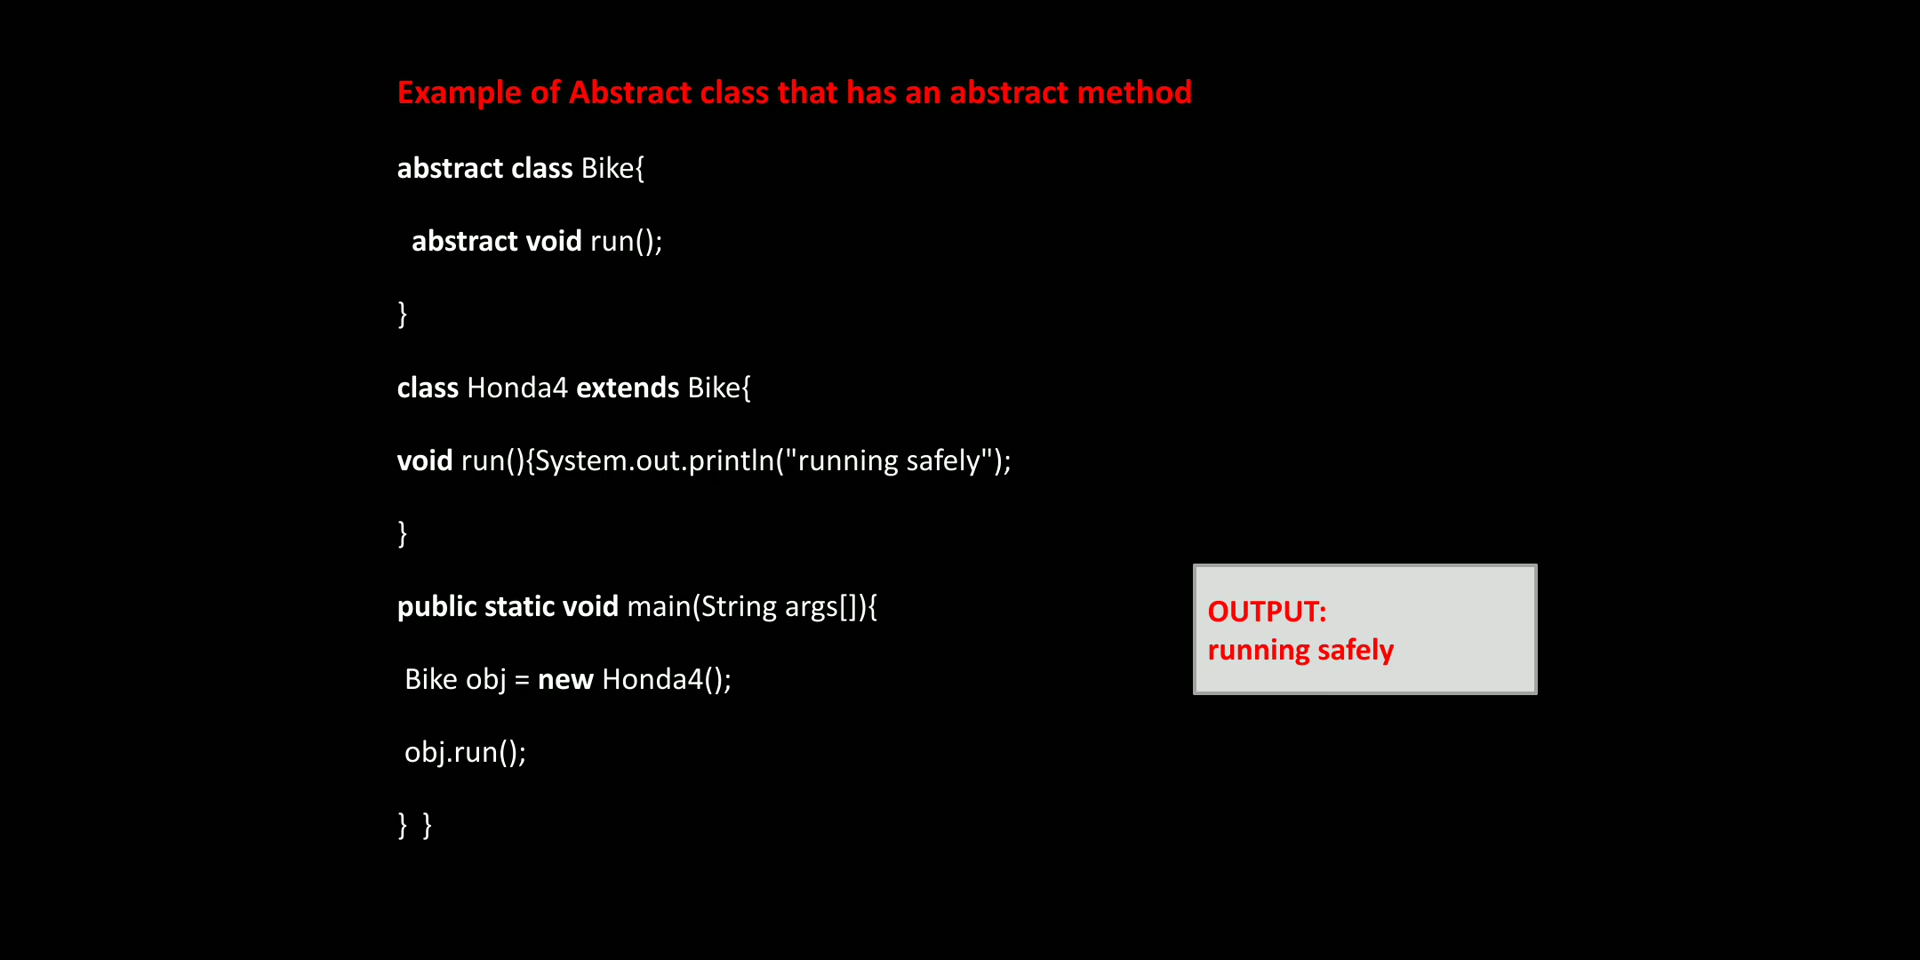 Example of Abstract class that has an abstract method
abstract class Bike{
abstract void run();
}
class Honda4 extends Bike{
void run(){System.out.println("running safely");
}
public static void main(String args[]){
Bike obj = new Honda4();
obj.run();
} }
OUTPUT:
running safely